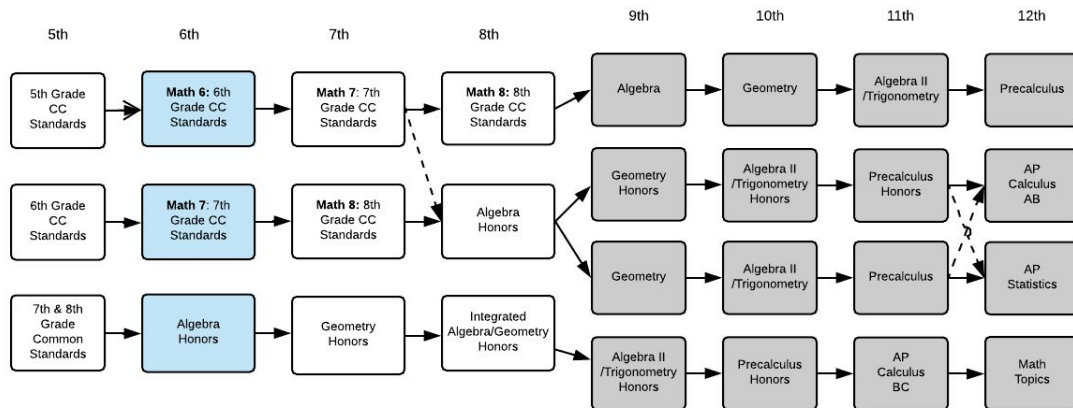 5th
6th
7th
8th
9th
10th
11th
12th
5th Grade
CC
Standards
Math 6: 6th
Grade CC
Standards
Math 7: 7th
Grade CC
Standards
Math 8: 8th
Grade CC
Standards
Algebra
Geometry
Algebra II
/Trigonometry
Precalculus
6th Grade
CC
Standards
Math 7: 7th
Grade CC
Standards
Math 8: 8th
Grade CC
Standards
Algebra
Honors
Geometry
Honors
Algebra II
/Trigonometry
Honors
Precalculus
Honors
AP
Calculus
AB
Geometry
Algebra II
/Trigonometry
Precalculus
AP
Statistics
7th & 8th
Grade
Common
Standards
Algebra
Honors
Geometry
Honors
Integrated
Algebra/Geometry
Honors
Algebra II
/Trigonometry
Honors
Precalculus
Honors
AP
Calculus
BC
Math
Topics